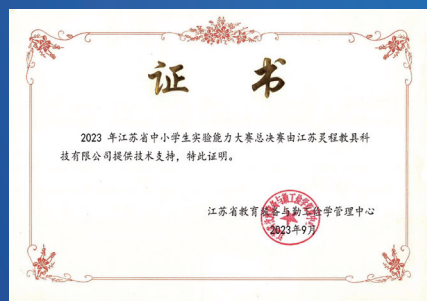 证 书
2023 年江苏省中小学生实验能力大赛总决赛由江苏灵程教具科
技有限公司提供技术支持，特此证明。
江苏省教育装备与勤工俭学管理中心
2023年9月